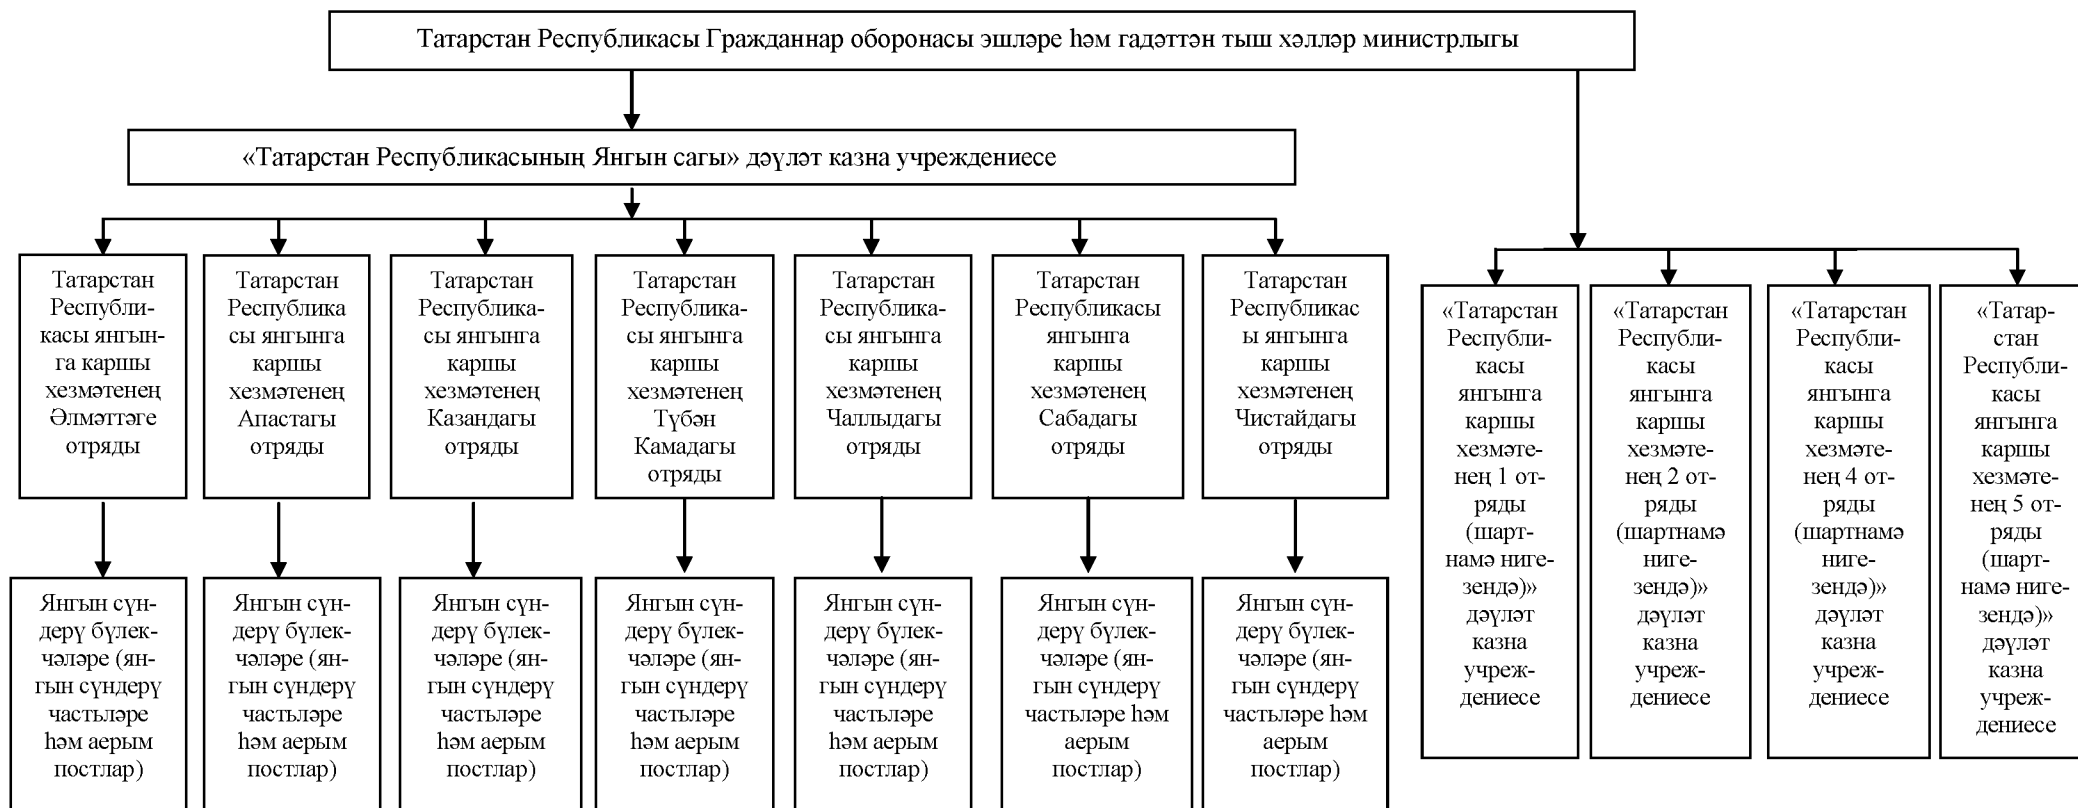 Татарстан Республикасы Гражданнар оборонасы эшләре һәм гадәттән тыш хәлләр министрлыгы
«Татарстан Республикасының Янгын сагы» дәүләт казна учреждениесе
Татарстан
Республи-
касы янгын-
га каршы
хезмәтенең
Әлмәттәге
отряды
Татарстан
Республика
сы янгынга
каршы
хезмәтенең
Апастагы
отряды
Татарстан
Республика-
сы янгынга
каршы
хезмәтенең
Казандагы
отряды
Татарстан
Республика-
сы янгынга
каршы
хезмәтенең
Түбән
Камадагы
отряды
Татарстан
Республика-
сы янгынга
каршы
хезмәтенең
Чаллыдагы
отряды
Татарстан
Республикасы
янгынга
каршы
хезмәтенең
Сабадагы
отряды
Татарстан
Республикас
ы янгынга
каршы
хезмәтенең
Чистайдагы
отряды
«Татарстан
Республи-
касы
янгынга
каршы
хезмәте-
нең 1 от-
ряды
(шарт-
намә ниге-
зендә)»
дәүләт
казна
учреж-
дениесе
«Татарстан
Республи-
касы
янгынга
каршы
хезмәте-
нең 2 от-
ряды
(шартнамә
ниге-
зендә)»
дәүләт
казна
учреж-
дениесе
«Татарстан
Республи-
касы
янгынга
каршы
хезмәте-
нең 4 от-
ряды
(шартнамә
ниге-
зендә)»
дәүләт
казна
учреж-
дениесе
«Татар-
стан
Республи-
касы
янгынга
каршы
хезмәте-
нең 5 от-
ряды
(шарт-
намә ниге-
зендә)»
дәүләт
казна
учреж-
дениесе
Янгын сүн-
дерү бүлек-
чәләре (ян-
гын сүндерү
частьләре
һәм аерым
постлар)
Янгын сүн-
дерү бүлек-
чәләре (ян-
гын сүндерү
частьләре
һәм аерым
постлар)
Янгын сүн-
дерү бүлек-
чәләре (ян-
гын сүндерү
частьләре
һәм аерым
постлар)
Янгын сүн-
дерү бүлек-
чәләре (ян-
гын сүндерү
частьләре
һәм аерым
постлар)
Янгын сүн-
дерү бүлек-
чәләре (ян-
гын сүндерү
частьләре
һәм аерым
постлар)
Янгын сүн-
дерү бүлек-
чәләре (ян-
гын сүндерү
частьләре һәм
аерым
постлар)
Янгын сүн-
дерү бүлек-
чәләре (ян-
гын сүндерү
частьләре һәм
аерым
постлар)